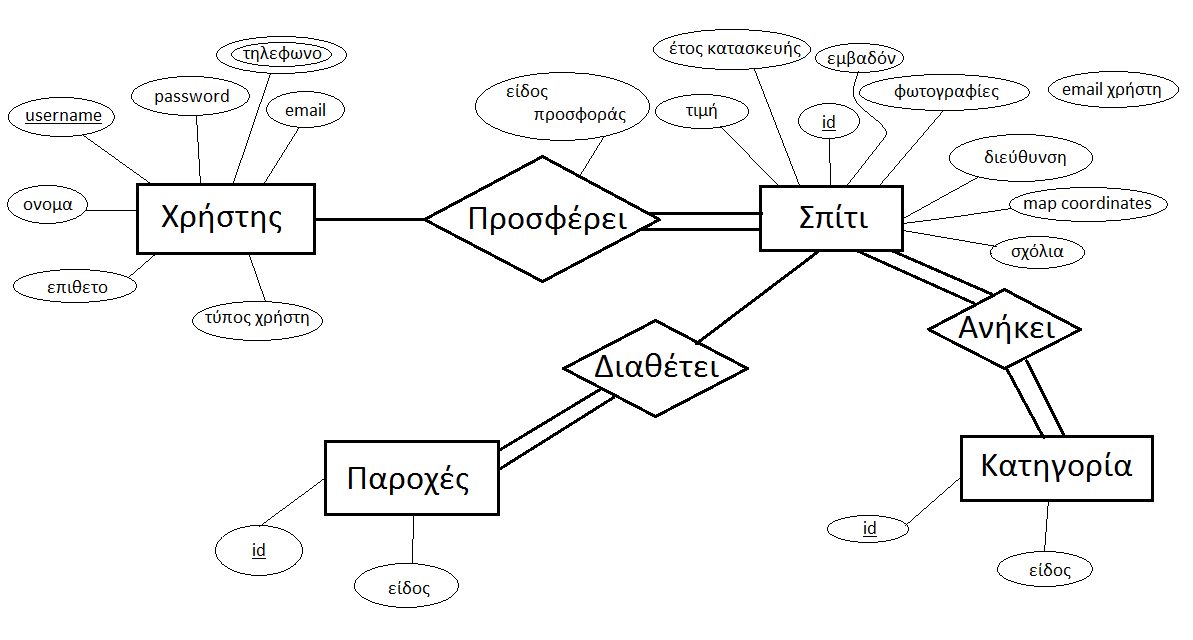 τηλεφωνο
έτος κατασκευής
εμβαδόν
password
email
είδος
προσφοράς
τιμή
id
φωτογραφίες
email χρήστη
username
διεύθυνση
ονομα
Χρήστης
Προσφέρει
Σπίτι
map coordinates
σχόλια
επιθετο
τύπος χρήστη
Διαθέτει
Ανήκει
Παροχές
Κατηγορία
id
είδος
id
είδος